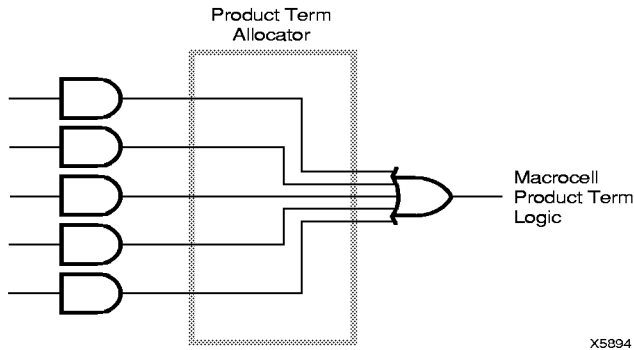 Product Term
Allocator
Macrocell
Product Term
Logic
X5894